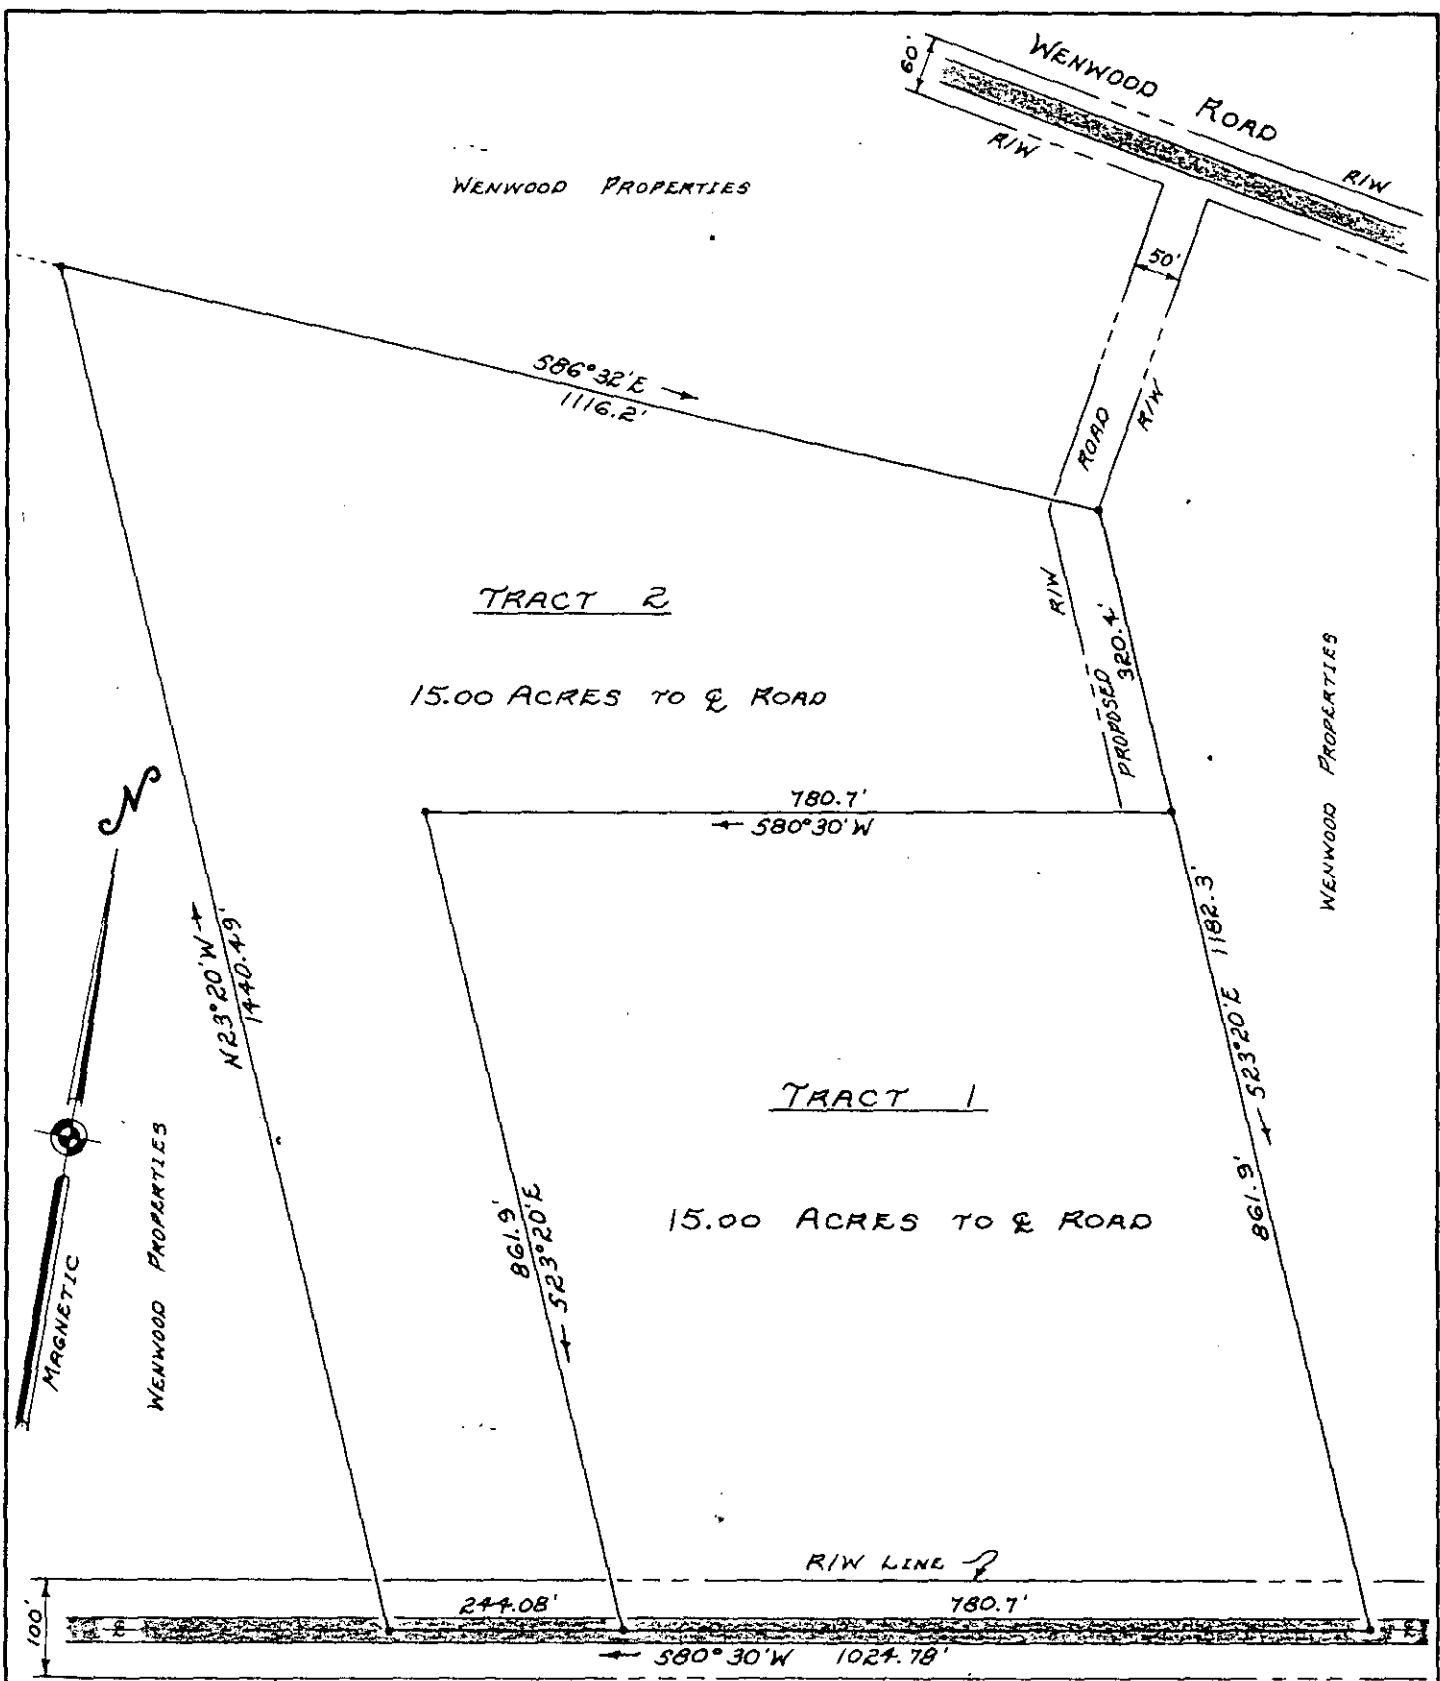 60'
WENWOOD ROAD
R/W
R/W
WENWOOD PROPERTIES
50'
S86°32'E
1116.2'
ROAD
R/W
TRACT 2
R/W
PROPOSED
320.4'
15.00 ACRES TO ℄ ROAD
WENWOOD PROPERTIES
780.7'
S80°30'W
N
1182.3'
S23°20'E
861.9'
N23°20'W
1440.49'
TRACT 1
15.00 ACRES TO ℄ ROAD
861.9'
S23°20'E
WENWOOD PROPERTIES
MAGNETIC
R/W LINE
100'
244.08'
780.7'
S80°30'W 1024.78'